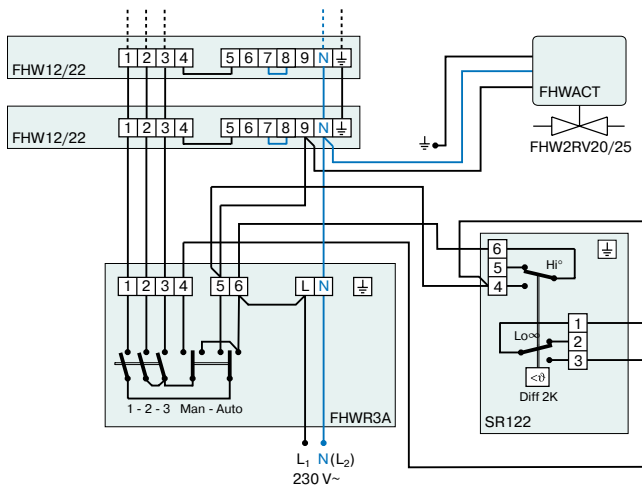 1 2 3 4 5 6 7 8 9 N
FHW12/22
FHWACT
1 2 3 4 5 6 7 8 9 N
FHW12/22
FHW2RV20/25
6
5
4
Hi°
1 2 3 4 5 6 L N
1
2
3
Lo∞
<ϑ
Diff 2K
SR122
1 - 2 - 3 Man - Auto
FHWR3A
L₁ N (L₂)
230 V~